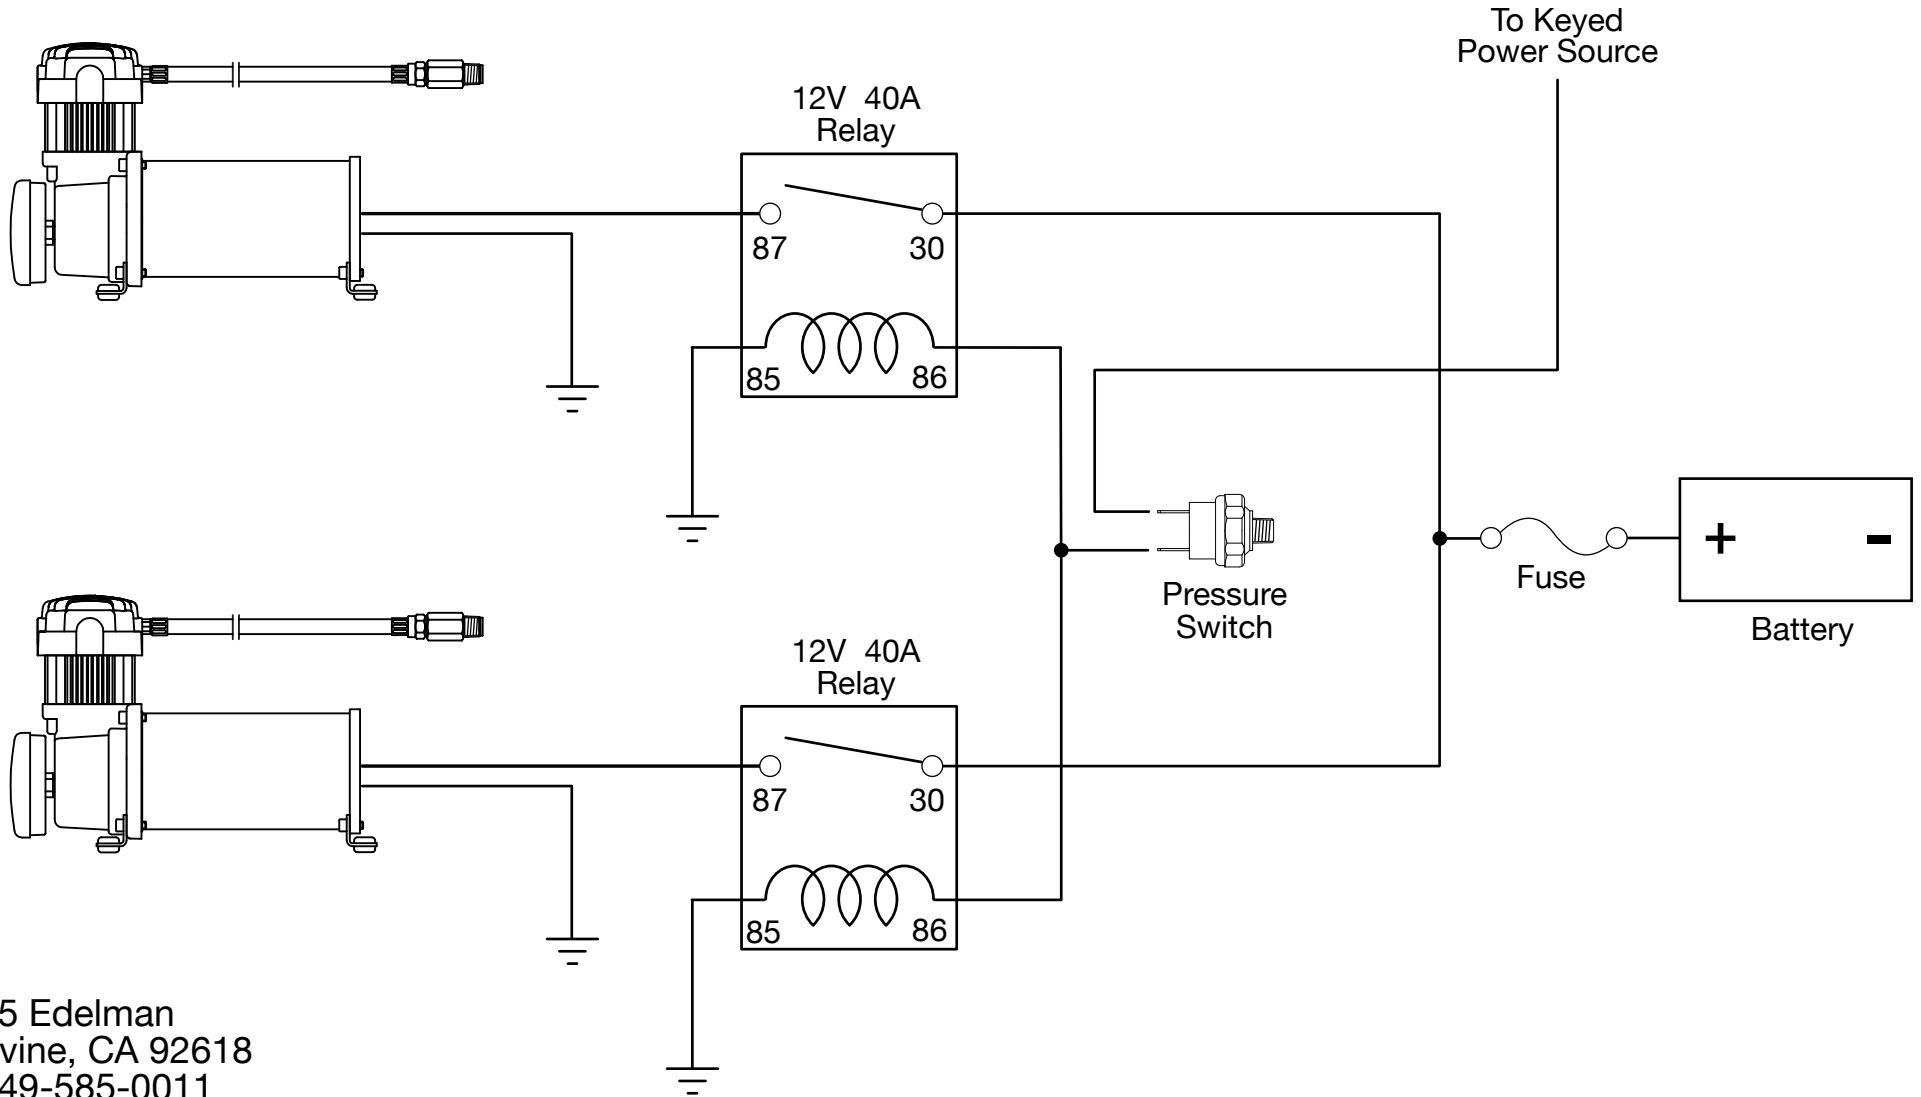 To Keyed
Power Source
12V 40A
Relay
87
30
85
86
Pressure
Switch
Fuse
+
-
Battery
12V 40A
Relay
87
30
85
86
5 Edelman
vine, CA 92618
49-585-0011